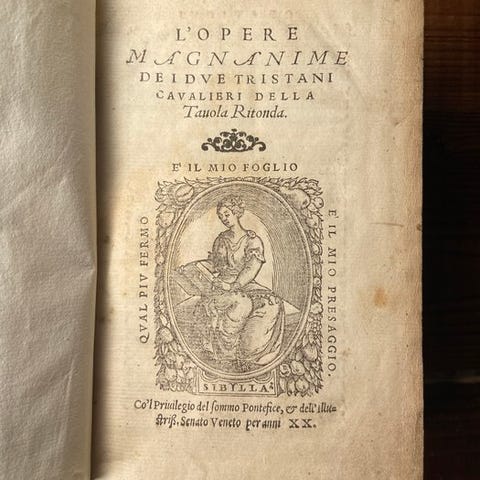 L'OPERE
MAGNANIME
DEI DVE TRISTANI
CAVALIERI DELLA
Tauola Ritonda.
E' IL MIO FOGLIO
QVAL PIV FERMO
E' IL MIO PRESAGGIO.
SIBILLA
Co'l Priuilegio del ſommo Pontefice, & dell'Illu-
ſtriſſ. Senato Veneto per anni XX.